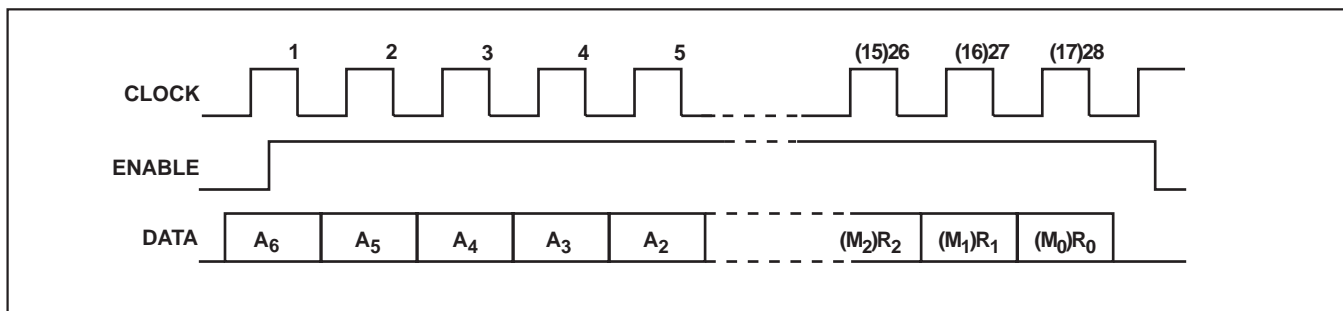 1 2 3 4 5 (15)26 (16)27 (17)28
CLOCK
ENABLE
DATA A₆ A₅ A₄ A₃ A₂ (M₂)R₂ (M₁)R₁ (M₀)R₀